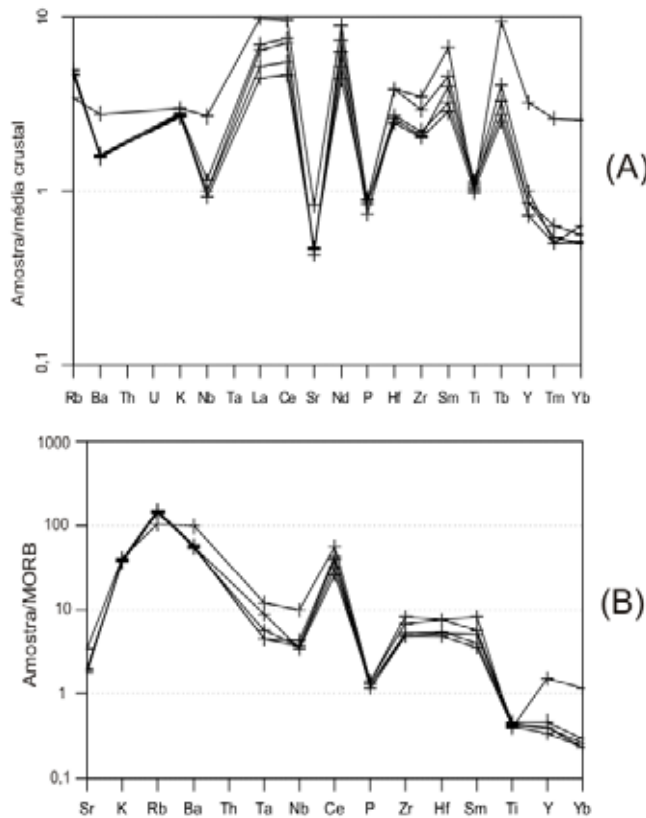 10
1
0,1
Amostra/média crustal
(A)
Rb Ba Th U K Nb Ta La Ce Sr Nd P Hf Zr Sm Ti Tb Y Tm Yb
1000
100
10
1
0,1
Amostra/MORB
(B)
Sr K Rb Ba Th Ta Nb Ce P Zr Hf Sm Ti Y Yb